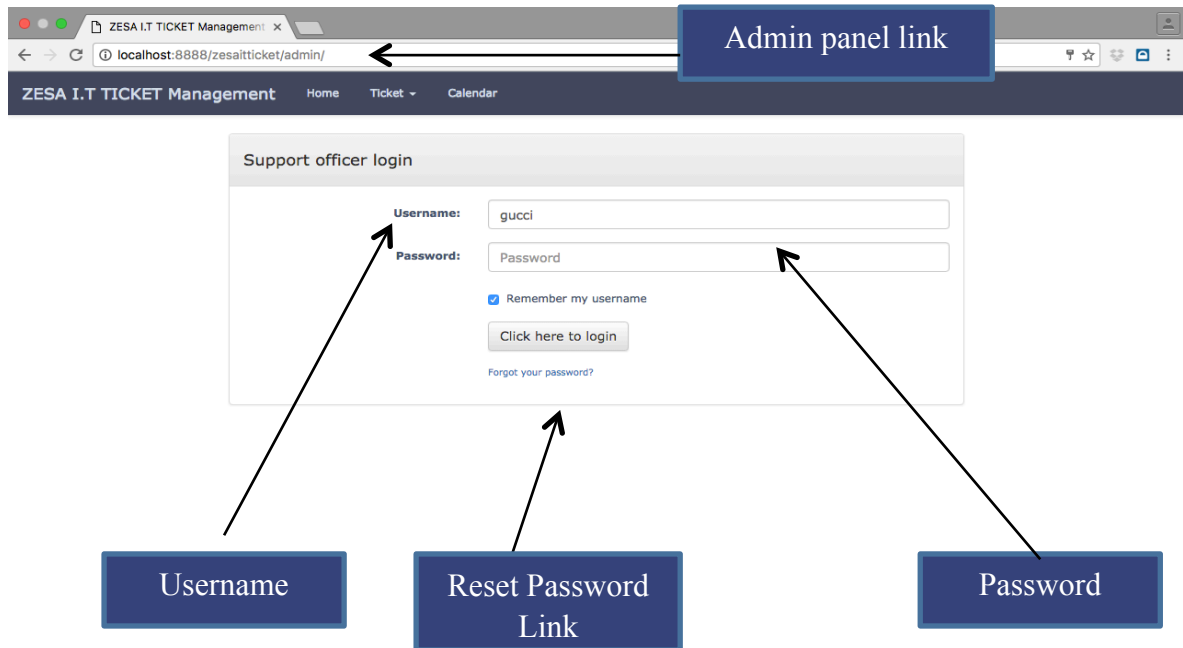 ZESA I.T TICKET Management
Admin panel link
localhost:8888/zesaitticket/admin/
ZESA I.T TICKET Management Home Ticket Calendar
Support officer login
Username: gucci
Password: Password
Remember my username
Click here to login
Forgot your password?
Username
Reset Password
Link
Password